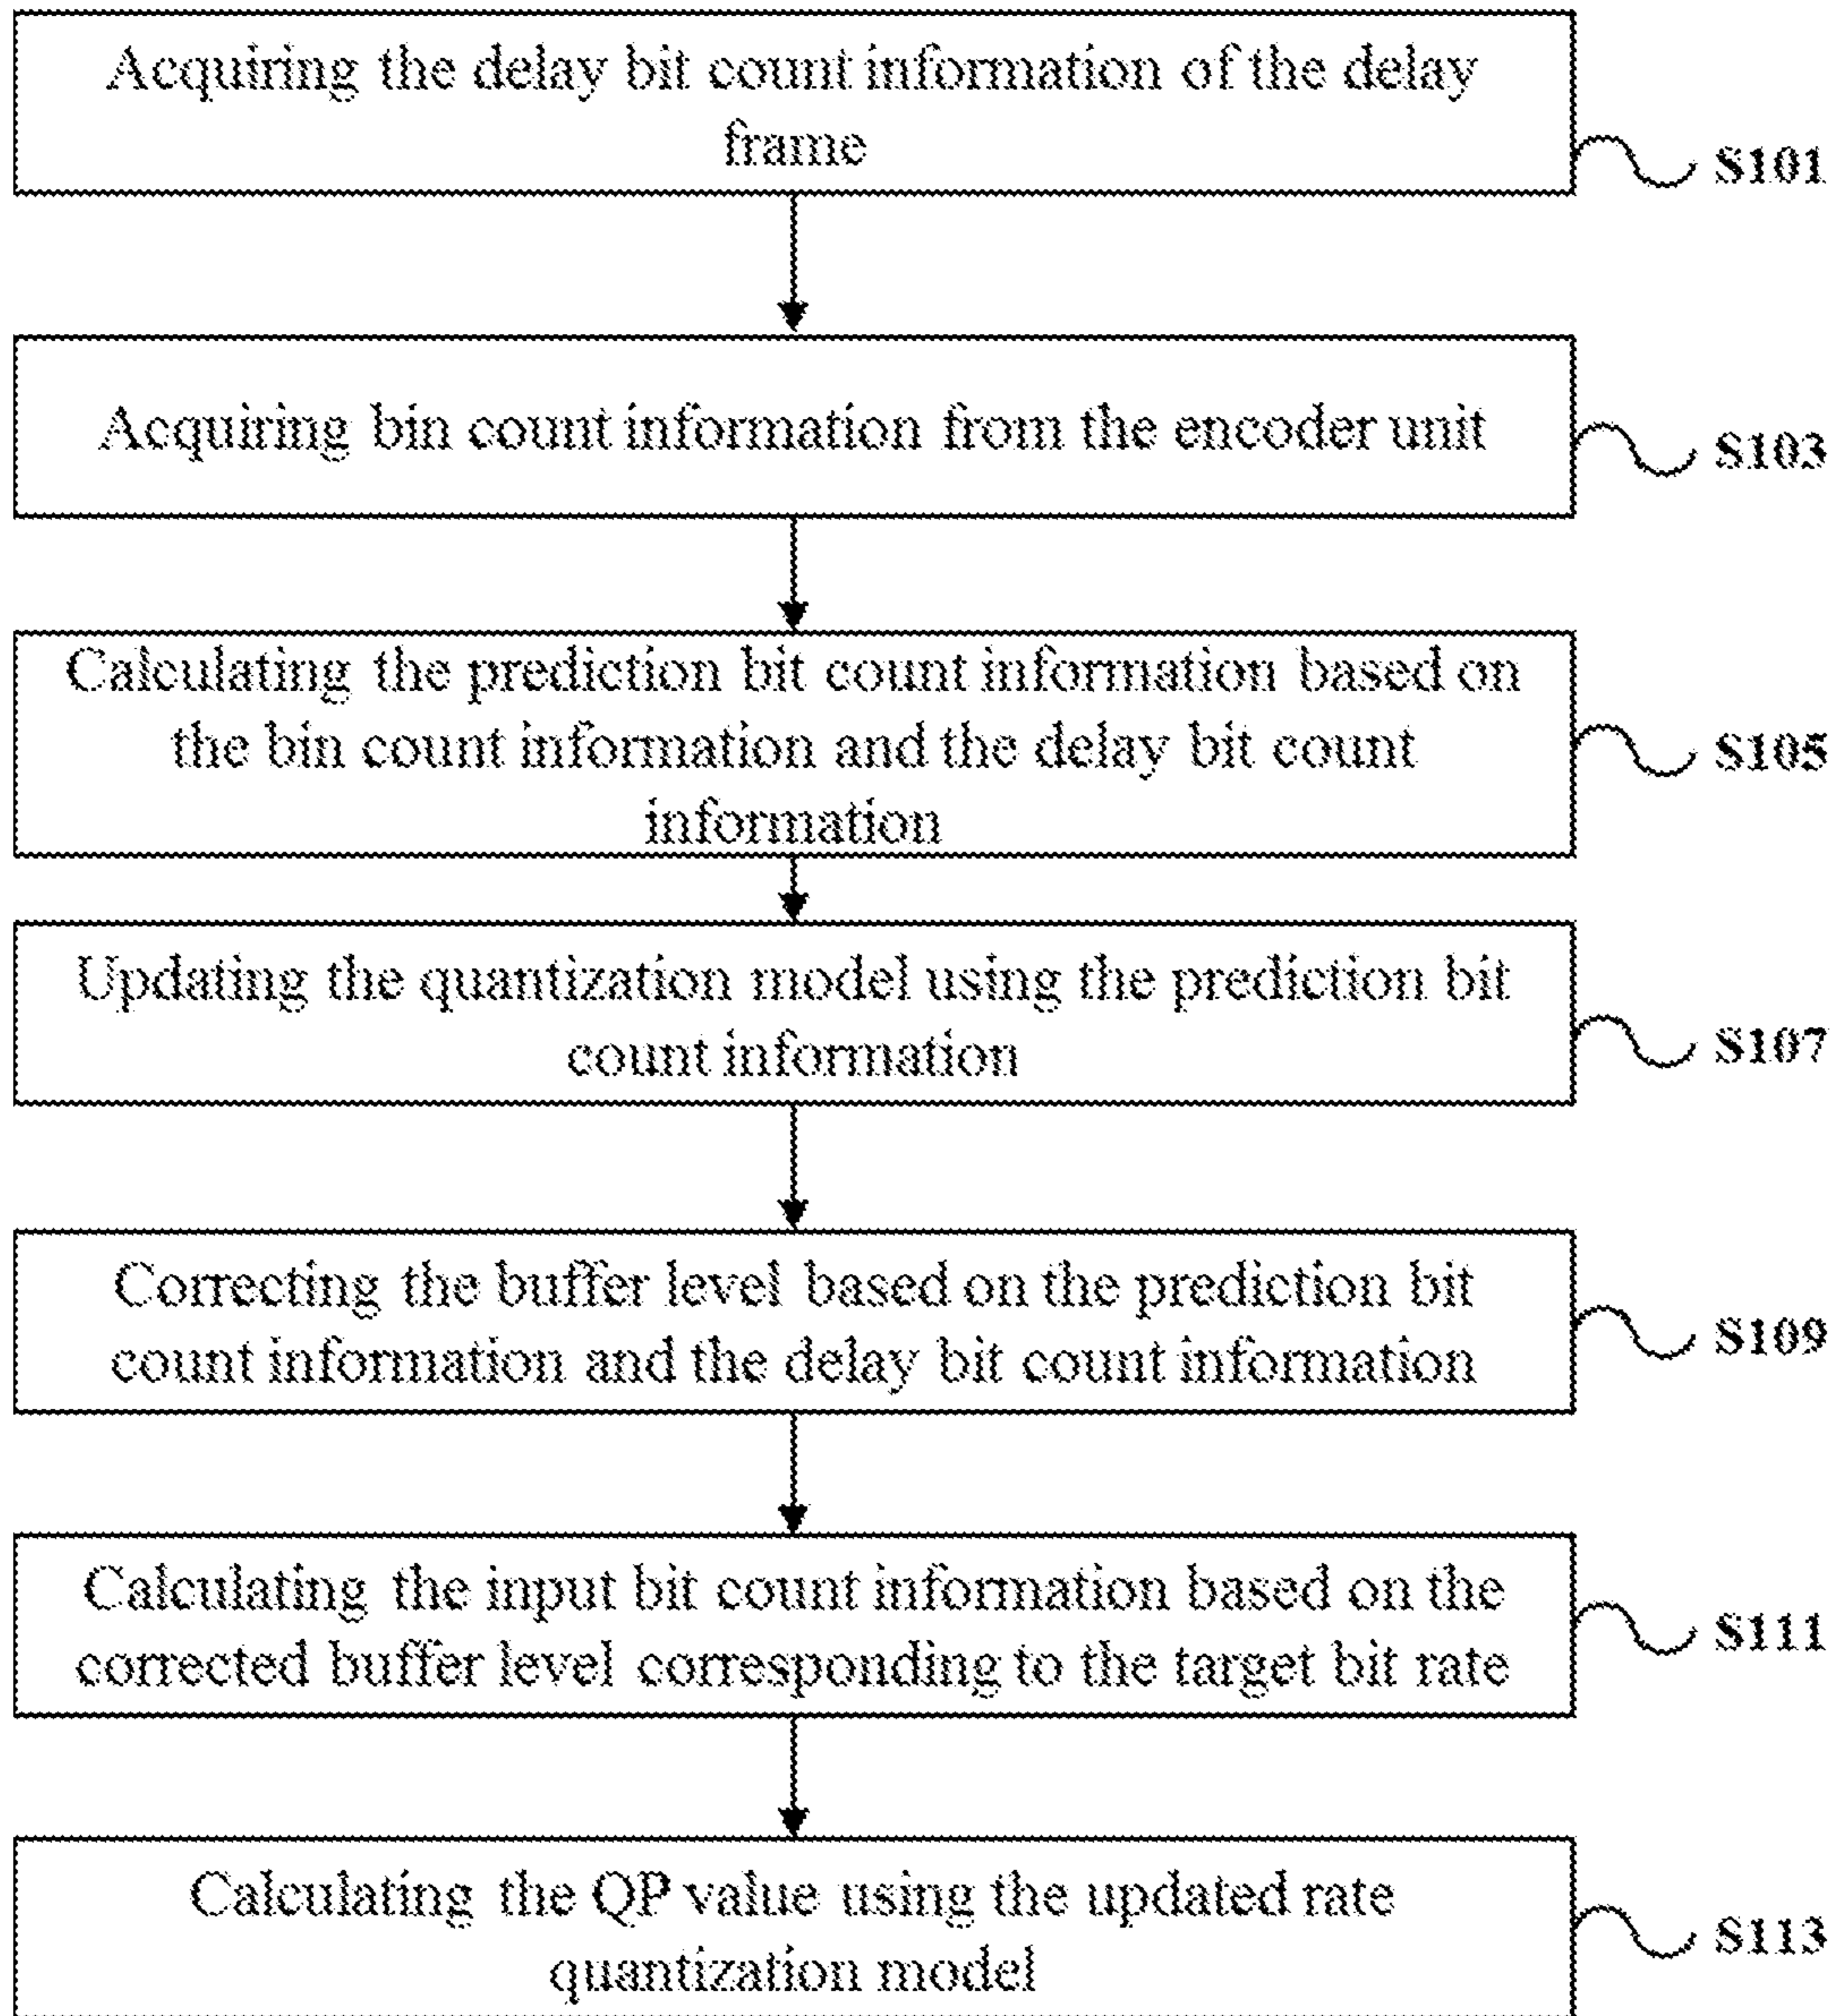 Acquiring the delay bit count information of the delay
frame
S101
Acquiring bin count information from the encoder unit
S103
Calculating the prediction bit count information based on
the bin count information and the delay bit count
information
S105
Updating the quantization model using the prediction bit
count information
S107
Correcting the buffer level based on the prediction bit
count information and the delay bit count information
S109
Calculating the input bit count information based on the
corrected buffer level corresponding to the target bit rate
S111
Calculating the QP value using the updated rate
quantization model
S113